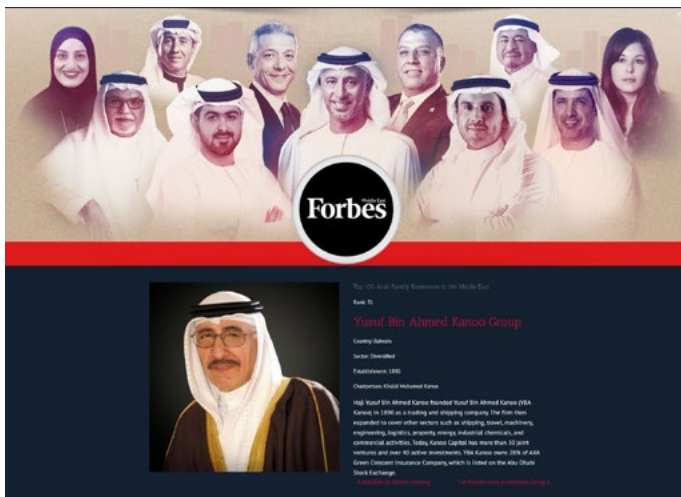 Middle East
Forbes
Top 100 Arab Family Businesses in the Middle East
Yusuf Bin Ahmed Kanoo Group
Country: Bahrain
Sector: Diversified
Establishment: 1890
Chairperson: Khalid Mohamed Kanoo
Haji Yusuf Bin Ahmed Kanoo founded Yusuf Bin Ahmed Kanoo (YBA
Kanoo) in 1890 as a trading and shipping company. The firm then
expanded to cover other sectors such as shipping, travel, machinery,
engineering, logistics, property, energy, industrial chemicals, and
commercial activities. Today, Kanoo Capital has more than 30 joint
ventures and over 40 active investments. YBA Kanoo owns 28% of AXA
Green Crescent Insurance Company, which is listed on the Abu Dhabi
Stock Exchange.